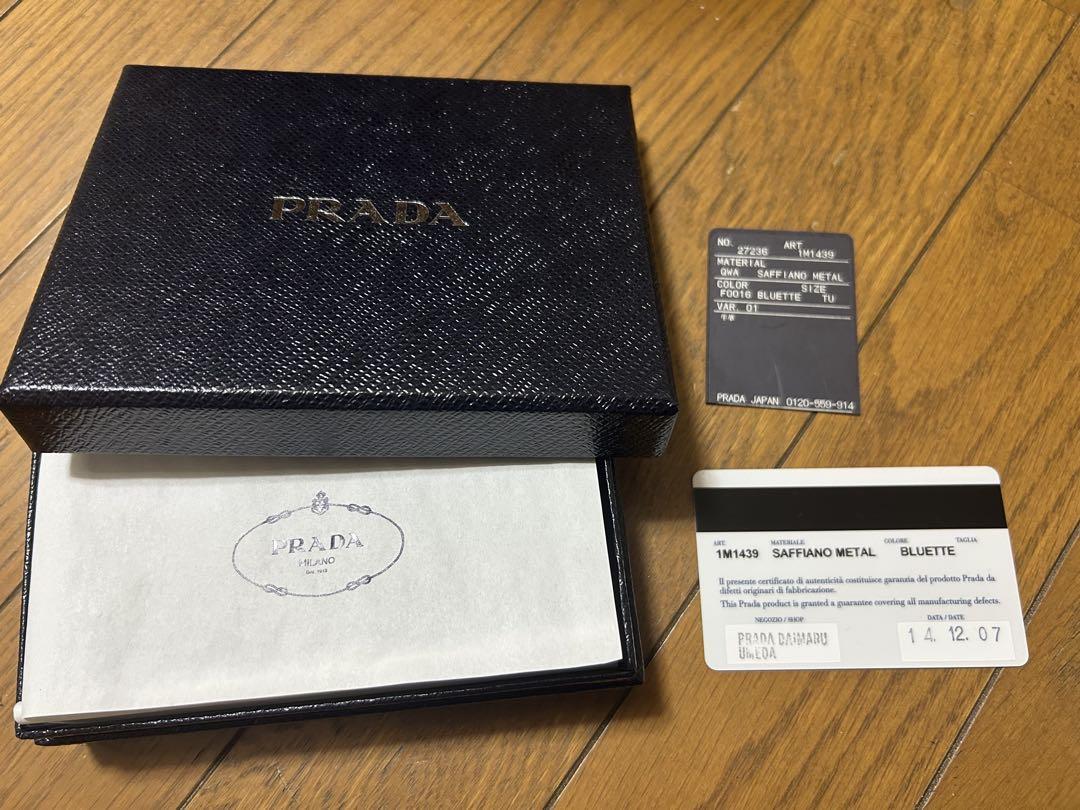 PRADA
PRADA
MILANO
NO. ART
27236 1M1439
MATERIAL
QWA SAFFIANO METAL
COLOR SIZE
F0016 BLUETTE TU
VAR. 01
牛革
PRADA JAPAN 0120-559-914
ART. MATERIALE COLORE TAGLIA
1M1439 SAFFIANO METAL BLUETTE
Il presente certificato di autenticità costituisce garanzia del prodotto Prada da
difetti originari di fabbricazione.
This Prada product is granted a guarantee covering all manufacturing defects.
NEGOZIO / SHOP DATA / DATE
PRADA DAIMARU
UMEDA
14. 12. 07